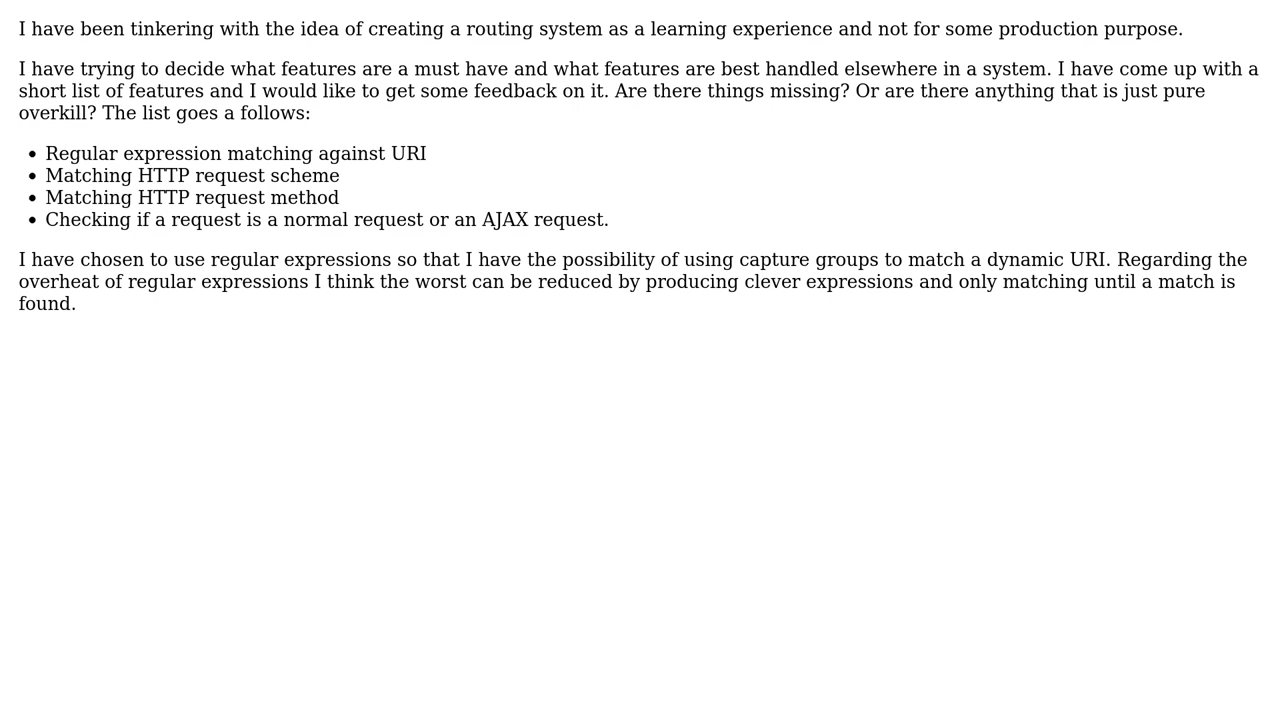 I have been tinkering with the idea of creating a routing system as a learning experience and not for some production purpose.
I have trying to decide what features are a must have and what features are best handled elsewhere in a system. I have come up with a
short list of features and I would like to get some feedback on it. Are there things missing? Or are there anything that is just pure
overkill? The list goes a follows:
• Regular expression matching against URI
• Matching HTTP request scheme
• Matching HTTP request method
• Checking if a request is a normal request or an AJAX request.
I have chosen to use regular expressions so that I have the possibility of using capture groups to match a dynamic URI. Regarding the
overheat of regular expressions I think the worst can be reduced by producing clever expressions and only matching until a match is
found.